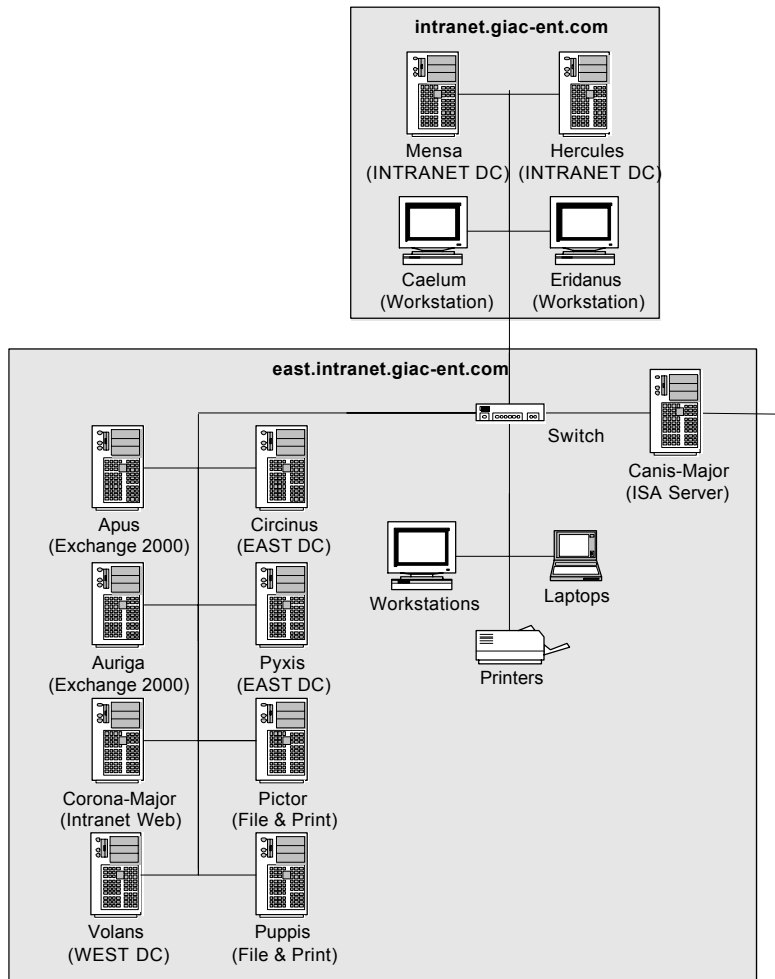 intranet.giac-ent.com
Mensa
(INTRANET DC)
Hercules
(INTRANET DC)
Caelum
(Workstation)
Eridanus
(Workstation)
east.intranet.giac-ent.com
Switch
Canis-Major
(ISA Server)
Apus
(Exchange 2000)
Circinus
(EAST DC)
Workstations
Laptops
Auriga
(Exchange 2000)
Pyxis
(EAST DC)
Printers
Corona-Major
(Intranet Web)
Pictor
(File & Print)
Volans
(WEST DC)
Puppis
(File & Print)